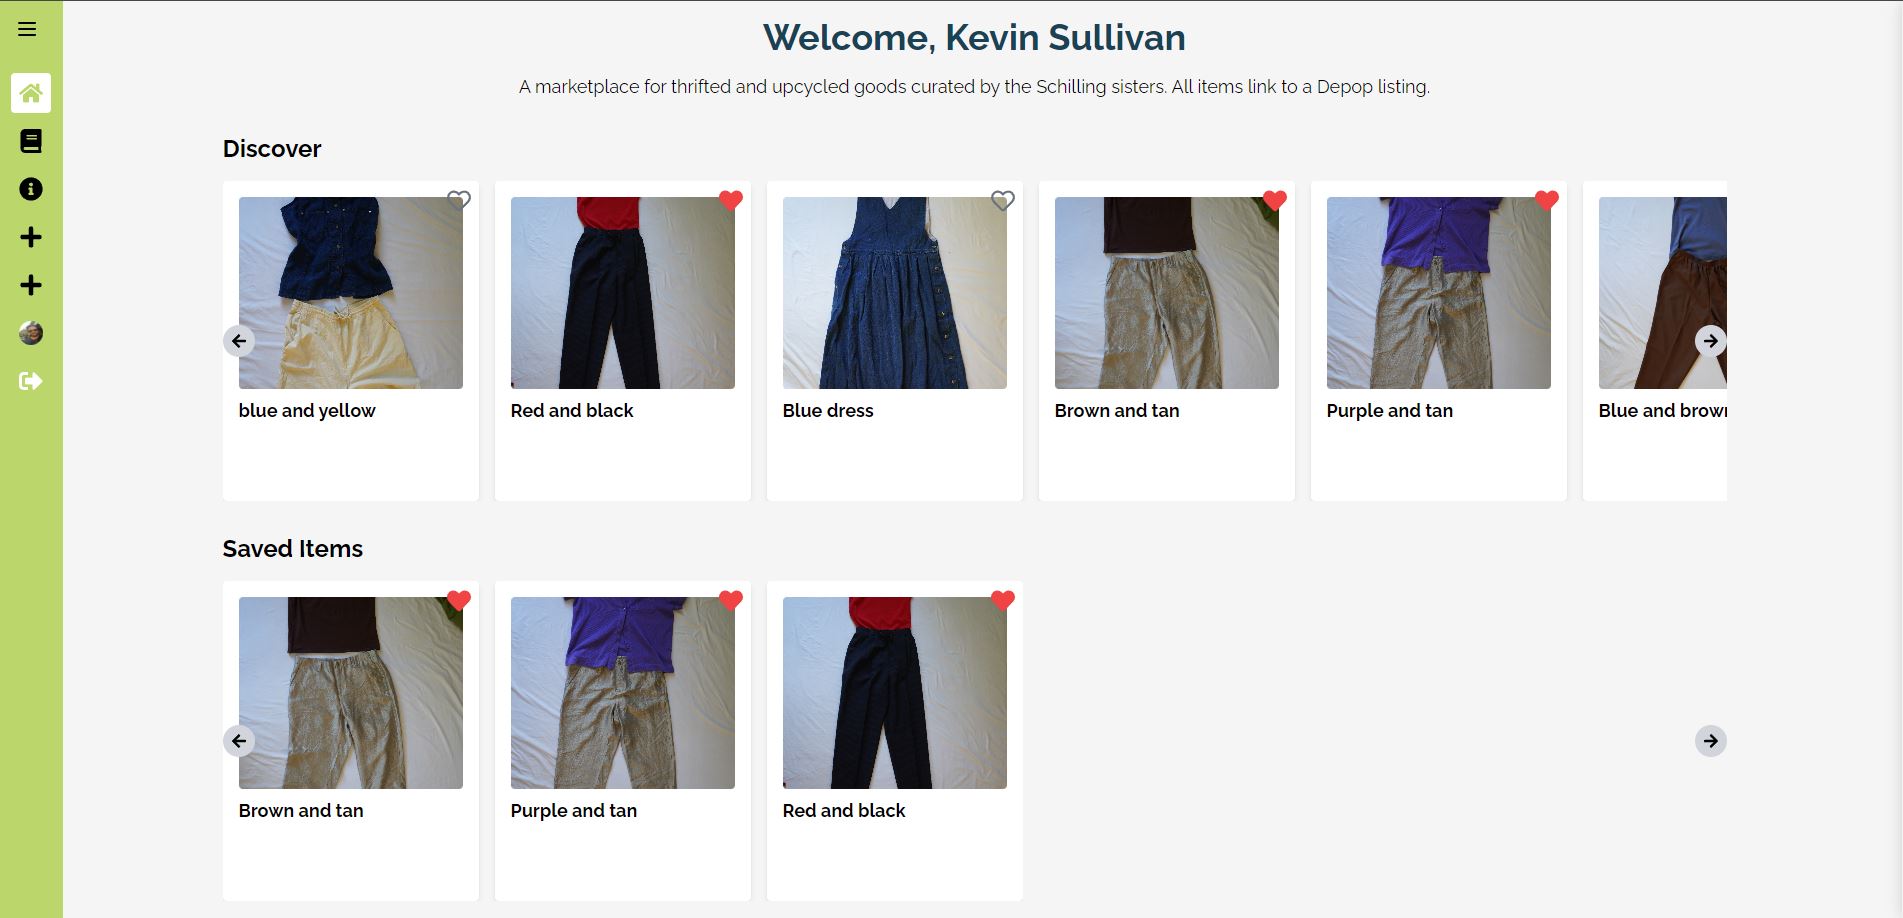 Welcome, Kevin Sullivan
A marketplace for thrifted and upcycled goods curated by the Schilling sisters. All items link to a Depop listing.
Discover
blue and yellow
Red and black
Blue dress
Brown and tan
Purple and tan
Blue and brown
Saved Items
Brown and tan
Purple and tan
Red and black